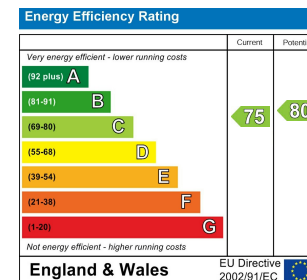 Energy Efficiency Rating
Current Potenti
Very energy efficient - lower running costs
(92 plus) A
(81-91) B
(69-80) C
(55-68) D
(39-54) E
(21-38) F
(1-20) G
75
80
Not energy efficient - higher running costs
England & Wales
EU Directive
2002/91/EC